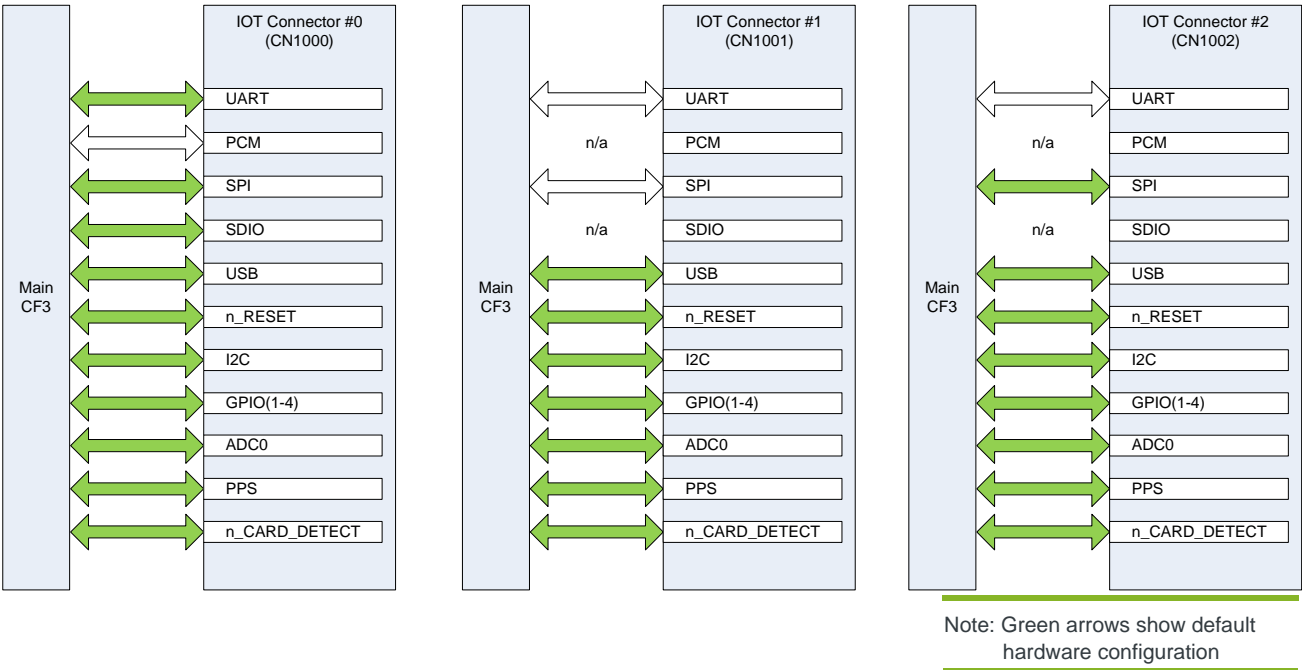 Main
CF3
IOT Connector #0
(CN1000)
UART
PCM
SPI
SDIO
USB
n_RESET
I2C
GPIO(1-4)
ADC0
PPS
n_CARD_DETECT
Main
CF3
n/a
n/a
IOT Connector #1
(CN1001)
UART
PCM
SPI
SDIO
USB
n_RESET
I2C
GPIO(1-4)
ADC0
PPS
n_CARD_DETECT
Main
CF3
n/a
n/a
IOT Connector #2
(CN1002)
UART
PCM
SPI
SDIO
USB
n_RESET
I2C
GPIO(1-4)
ADC0
PPS
n_CARD_DETECT
Note: Green arrows show default
hardware configuration